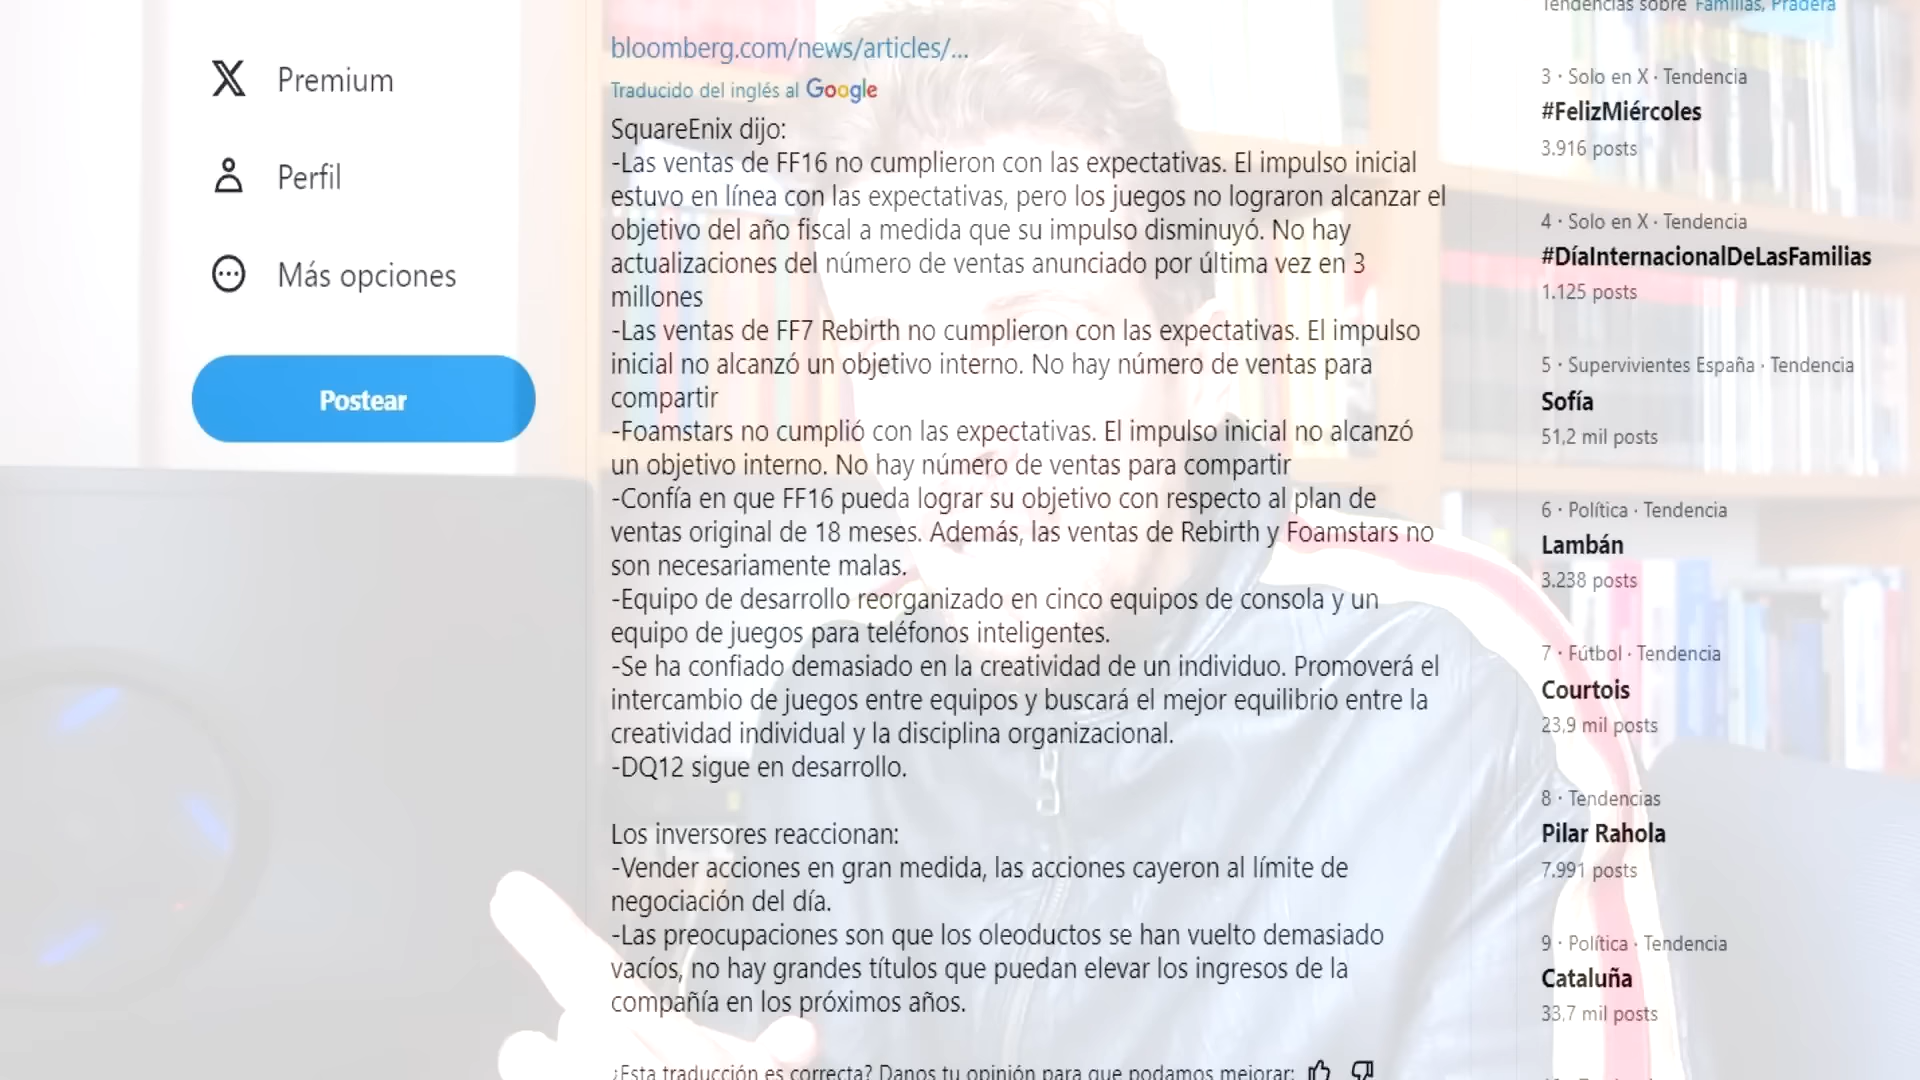 Premium
Perfil
Más opciones
Postear
bloomberg.com/news/articles/...
Traducido del inglés al Google
SquareEnix dijo:
-Las ventas de FF16 no cumplieron con las expectativas. El impulso inicial
estuvo en línea con las expectativas, pero los juegos no lograron alcanzar el
objetivo del año fiscal a medida que su impulso disminuyó. No hay
actualizaciones del número de ventas anunciado por última vez en 3
millones
-Las ventas de FF7 Rebirth no cumplieron con las expectativas. El impulso
inicial no alcanzó un objetivo interno. No hay número de ventas para
compartir
-Foamstars no cumplió con las expectativas. El impulso inicial no alcanzó
un objetivo interno. No hay número de ventas para compartir
-Confía en que FF16 pueda lograr su objetivo con respecto al plan de
ventas original de 18 meses. Además, las ventas de Rebirth y Foamstars no
son necesariamente malas.
-Equipo de desarrollo reorganizado en cinco equipos de consola y un
equipo de juegos para teléfonos inteligentes.
-Se ha confiado demasiado en la creatividad de un individuo. Promoverá el
intercambio de juegos entre equipos y buscará el mejor equilibrio entre la
creatividad individual y la disciplina organizacional.
-DQ12 sigue en desarrollo.
Los inversores reaccionan:
-Vender acciones en gran medida, las acciones cayeron al límite de
negociación del día.
-Las preocupaciones son que los oleoductos se han vuelto demasiado
vacíos, no hay grandes títulos que puedan elevar los ingresos de la
compañía en los próximos años.
¿Esta traducción es correcta? Danos tu opinión para que podamos mejorar:
Tendencias sobre Familias, Pradera
3 · Solo en X · Tendencia
#FelizMiércoles
3.916 posts
4 · Solo en X · Tendencia
#DíaInternacionalDeLasFamilias
1.125 posts
5 · Supervivientes España · Tendencia
Sofía
51,2 mil posts
6 · Política · Tendencia
Lambán
3.238 posts
7 · Fútbol · Tendencia
Courtois
23,9 mil posts
8 · Tendencias
Pilar Rahola
7.991 posts
9 · Política · Tendencia
Cataluña
33,7 mil posts